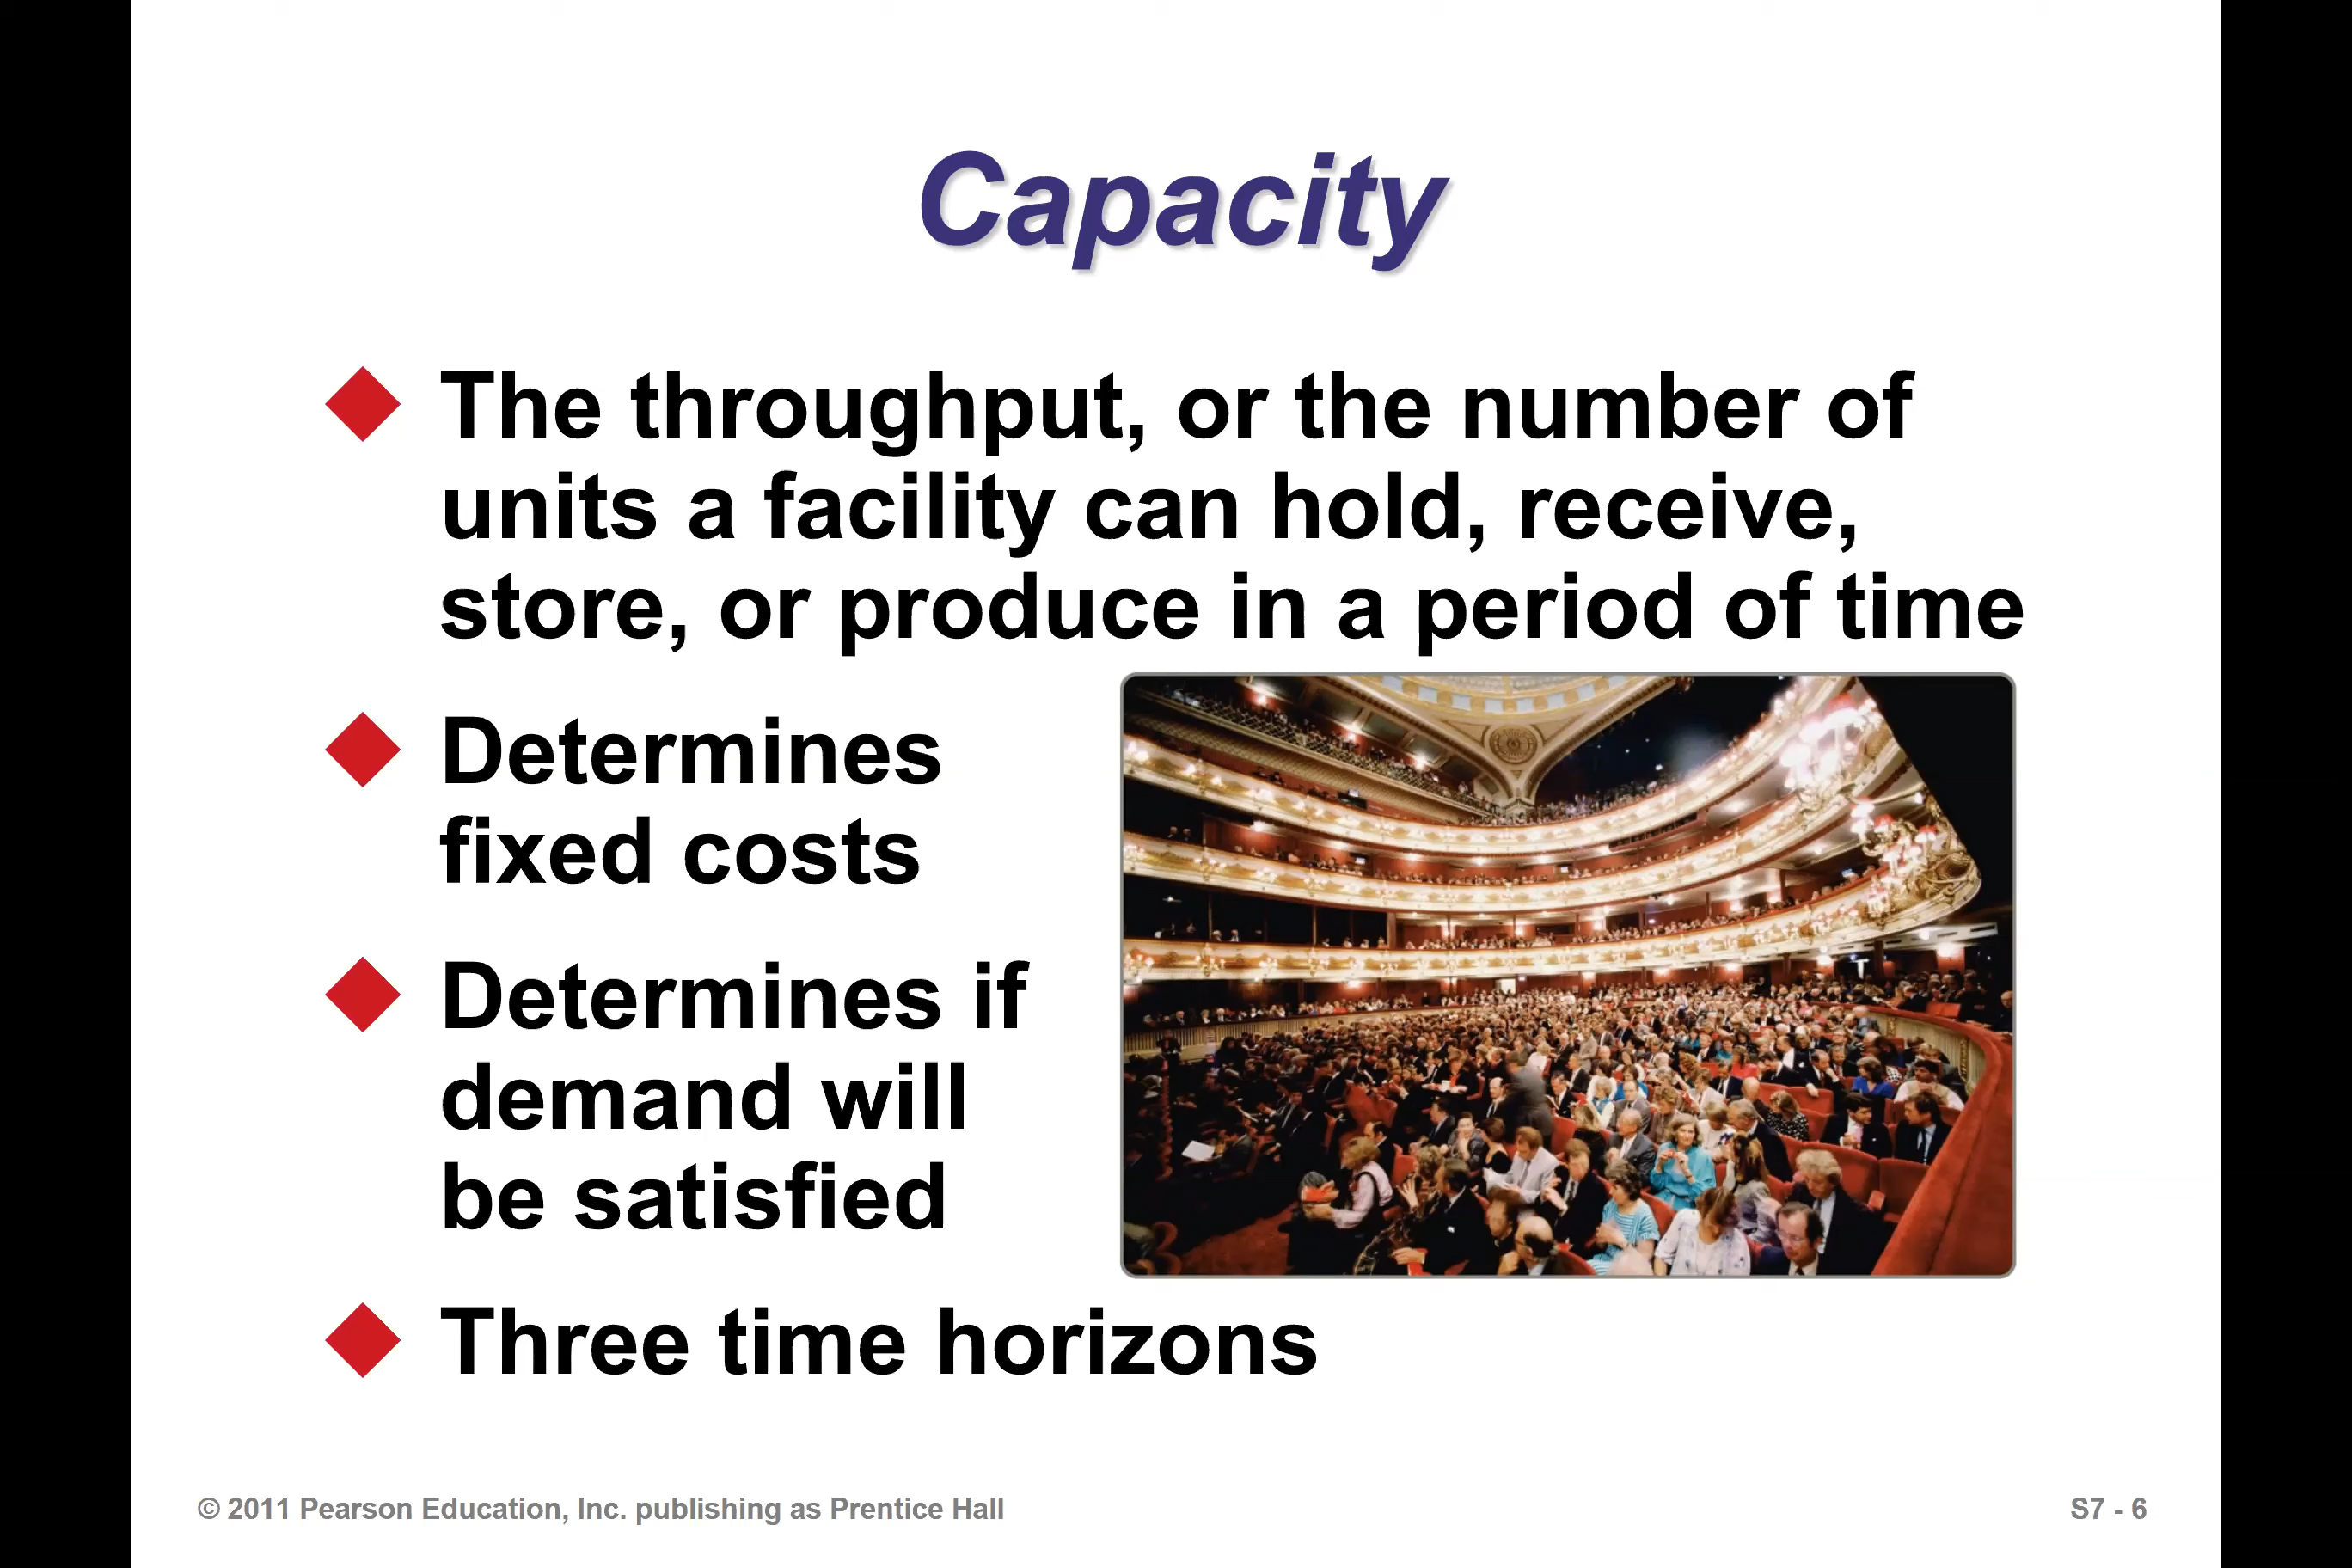 Capacity
The throughput, or the number of
units a facility can hold, receive,
store, or produce in a period of time
Determines
fixed costs
Determines if
demand will
be satisfied
Three time horizons
© 2011 Pearson Education, Inc. publishing as Prentice Hall
S7 - 6